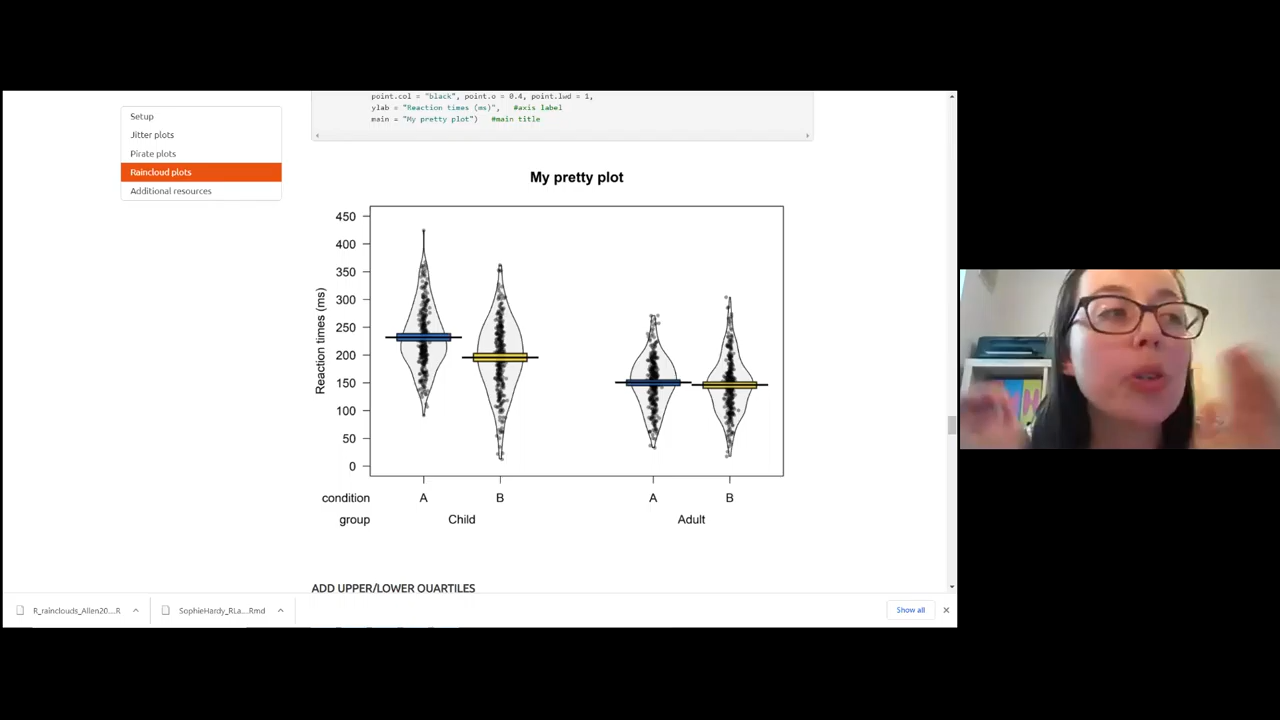 point.col = "black", point.o = 0.4, point.lwd = 1,
ylab = "Reaction times (ms)", #axis label
main = "My pretty plot") #main title
Setup
Jitter plots
Pirate plots
Raincloud plots
Additional resources
My pretty plot
Reaction times (ms)
450
400
350
300
250
200
150
100
50
0
condition A B A B
group Child Adult
ADD UPPER/LOWER QUARTILES
R_rainclouds_Allen20....R
SophieHardy_RLa....Rmd
Show all